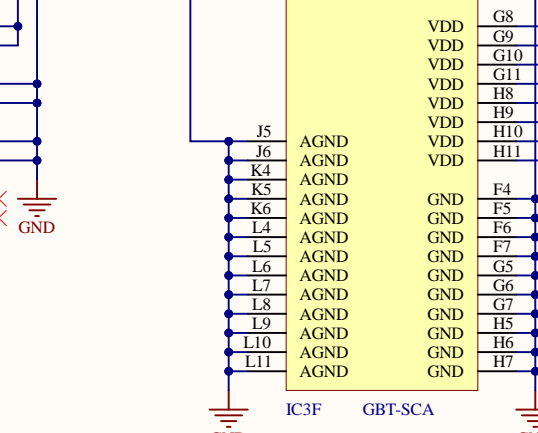 VDD G8
VDD G9
VDD G10
VDD G11
VDD H8
VDD H9
J5 AGND VDD H10
J6 AGND VDD H11
K4 AGND
K5 AGND GND F4
K6 AGND GND F5
L4 AGND GND F6
L5 AGND GND F7
L6 AGND GND G5
L7 AGND GND G6
L8 AGND GND G7
L9 AGND GND H5
L10 AGND GND H6
L11 AGND GND H7
GND
IC3F GBT-SCA